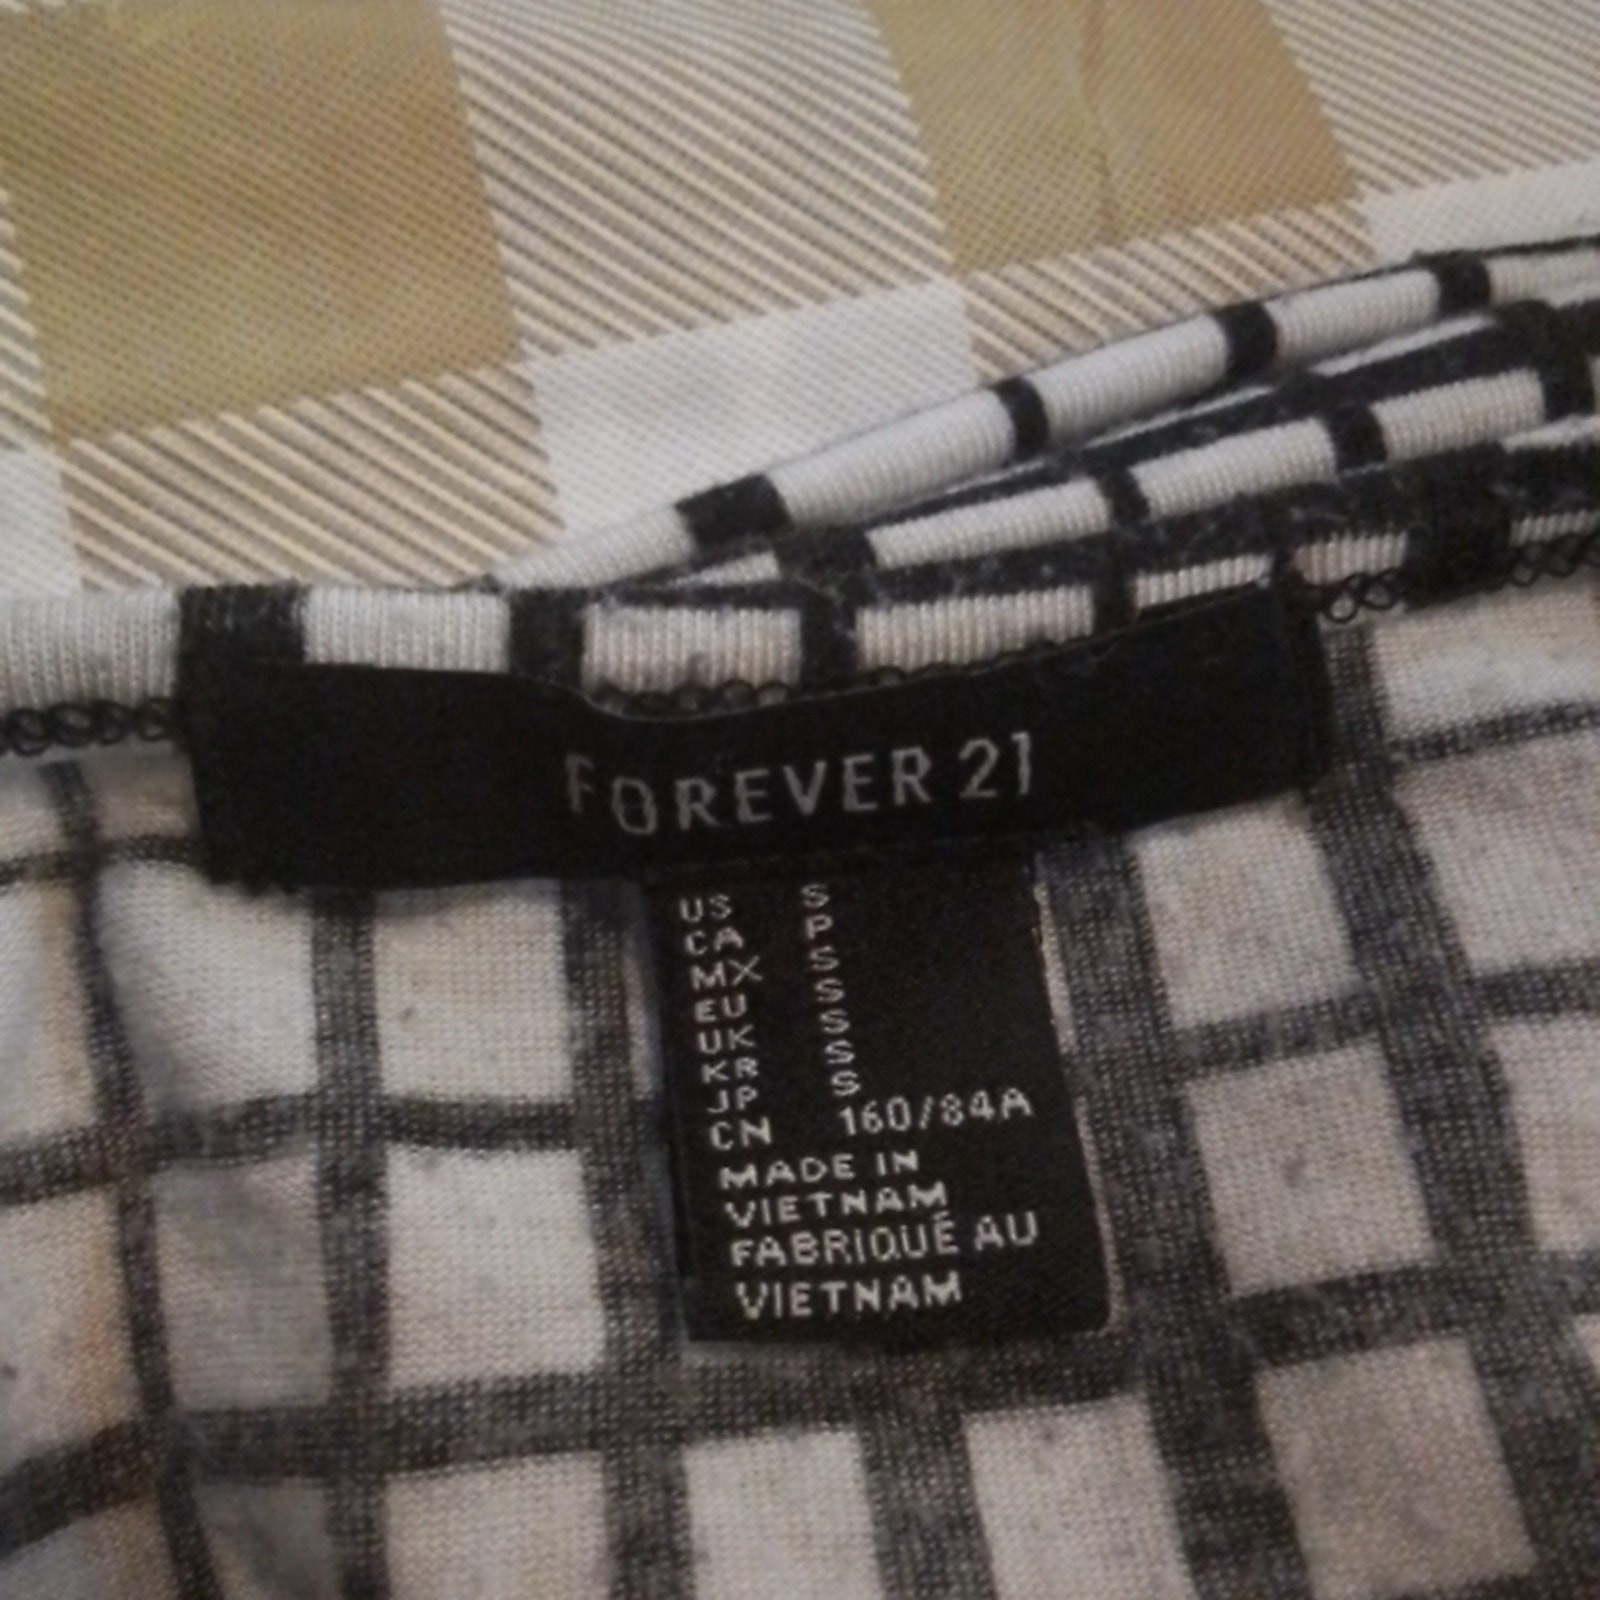 FOREVER 21
US S
CA P
MX S
EU S
UK S
KR S
JP S
CN 160/84A
MADE IN
VIETNAM
FABRIQUÉ AU
VIETNAM